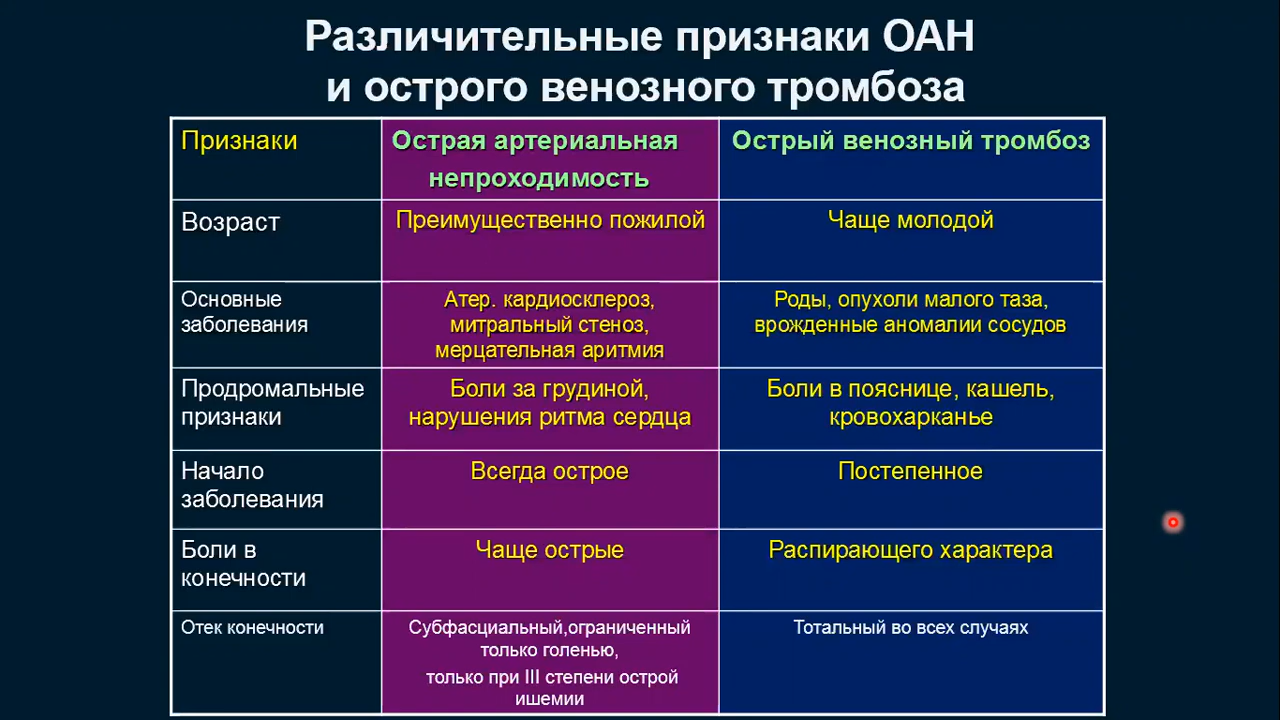 Различительные признаки ОАН
и острого венозного тромбоза
Признаки
Острая артериальная
непроходимость
Острый венозный тромбоз
Возраст
Преимущественно пожилой
Чаще молодой
Основные
заболевания
Атер. кардиосклероз,
митральный стеноз,
мерцательная аритмия
Роды, опухоли малого таза,
врожденные аномалии сосудов
Продромальные
признаки
Боли за грудиной,
нарушения ритма сердца
Боли в пояснице, кашель,
кровохарканье
Начало
заболевания
Всегда острое
Постепенное
Боли в
конечности
Чаще острые
Распирающего характера
Отек конечности
Субфасциальный,ограниченный
только голенью,
только при III степени острой
ишемии
Тотальный во всех случаях